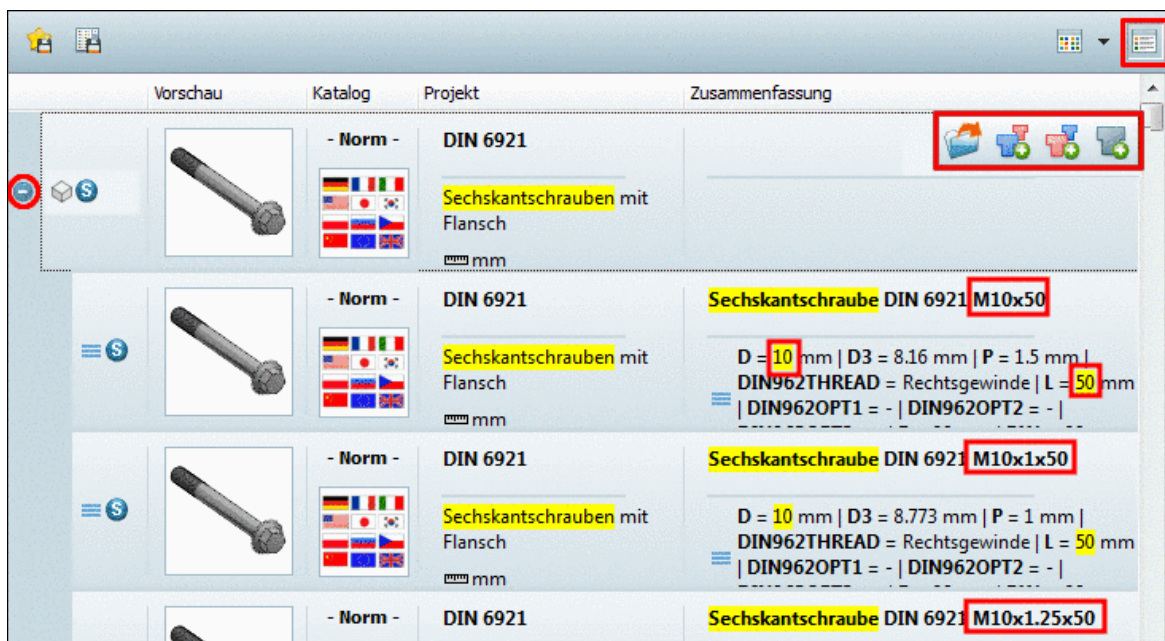 Vorschau Katalog Projekt Zusammenfassung
- Norm - DIN 6921
Sechskantschrauben mit
Flansch
mm
- Norm - DIN 6921 Sechskantschraube DIN 6921 M10x50
Sechskantschrauben mit
Flansch
mm
D = 10 mm | D3 = 8.16 mm | P = 1.5 mm |
DIN962THREAD = Rechtsgewinde | L = 50 mm
| DIN962OPT1 = - | DIN962OPT2 = - |
- Norm - DIN 6921 Sechskantschraube DIN 6921 M10x1x50
Sechskantschrauben mit
Flansch
mm
D = 10 mm | D3 = 8.773 mm | P = 1 mm |
DIN962THREAD = Rechtsgewinde | L = 50 mm
| DIN962OPT1 = - | DIN962OPT2 = - |
- Norm - DIN 6921 Sechskantschraube DIN 6921 M10x1.25x50